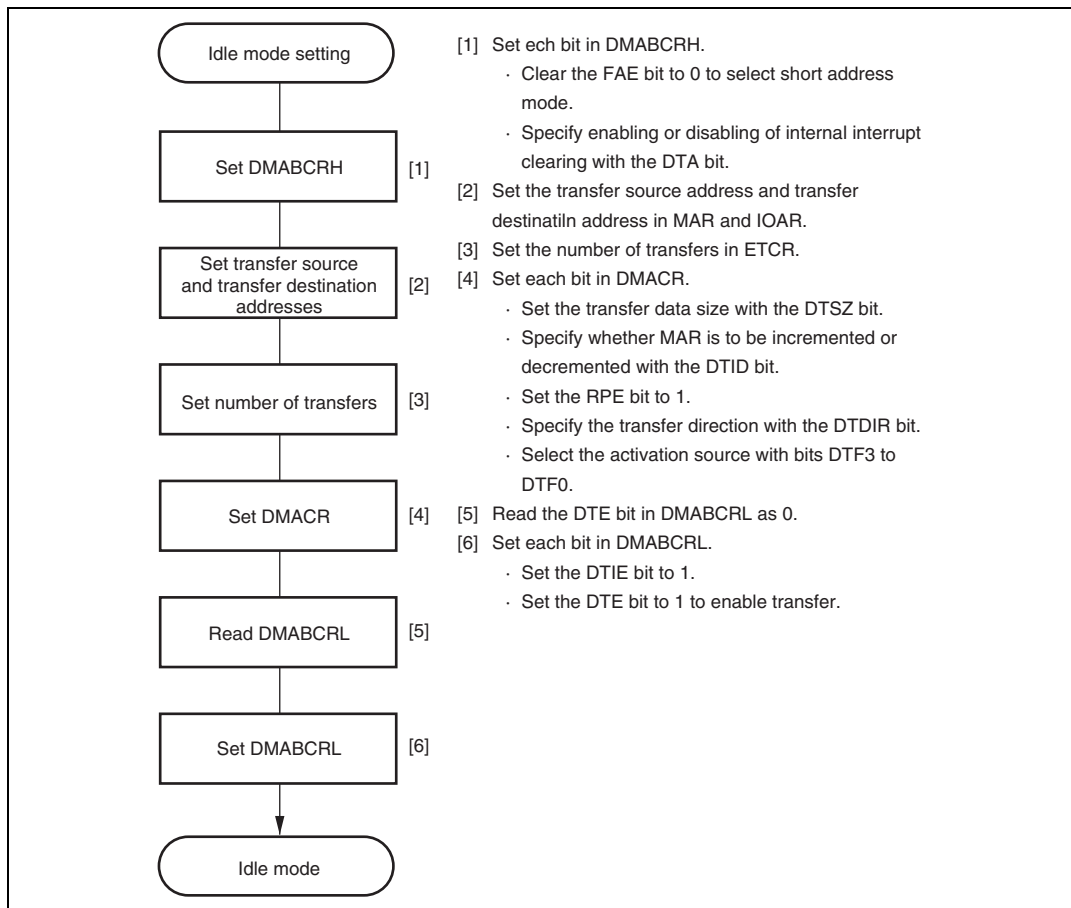 Idle mode setting
Set DMABCRH
[1]
Set transfer source
and transfer destination
addresses
[2]
Set number of transfers
[3]
Set DMACR
[4]
Read DMABCRL
[5]
Set DMABCRL
[6]
Idle mode
[1] Set ech bit in DMABCRH.
· Clear the FAE bit to 0 to select short address
mode.
· Specify enabling or disabling of internal interrupt
clearing with the DTA bit.
[2] Set the transfer source address and transfer
destinatiln address in MAR and IOAR.
[3] Set the number of transfers in ETCR.
[4] Set each bit in DMACR.
· Set the transfer data size with the DTSZ bit.
· Specify whether MAR is to be incremented or
decremented with the DTID bit.
· Set the RPE bit to 1.
· Specify the transfer direction with the DTDIR bit.
· Select the activation source with bits DTF3 to
DTF0.
[5] Read the DTE bit in DMABCRL as 0.
[6] Set each bit in DMABCRL.
· Set the DTIE bit to 1.
· Set the DTE bit to 1 to enable transfer.